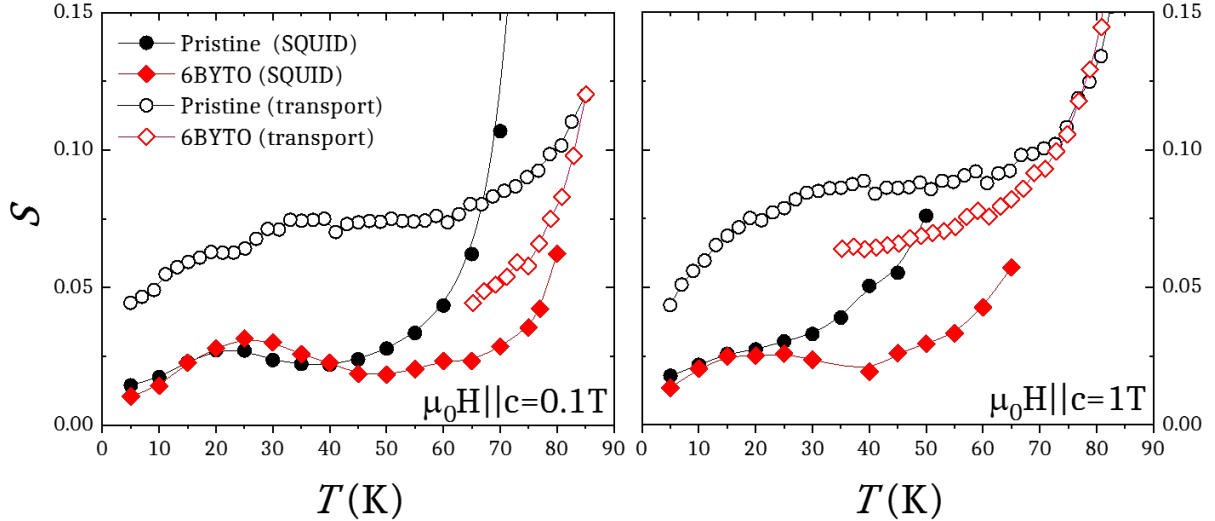 0.15
0.10
0.05
0.00
S
Pristine (SQUID)
6BYTO (SQUID)
Pristine (transport)
6BYTO (transport)
μ0H||c=0.1T
0 10 20 30 40 50 60 70 80 90
T(K)
μ0H||c=1T
0 10 20 30 40 50 60 70 80 90
T(K)
0.15
0.10
0.05
0.00